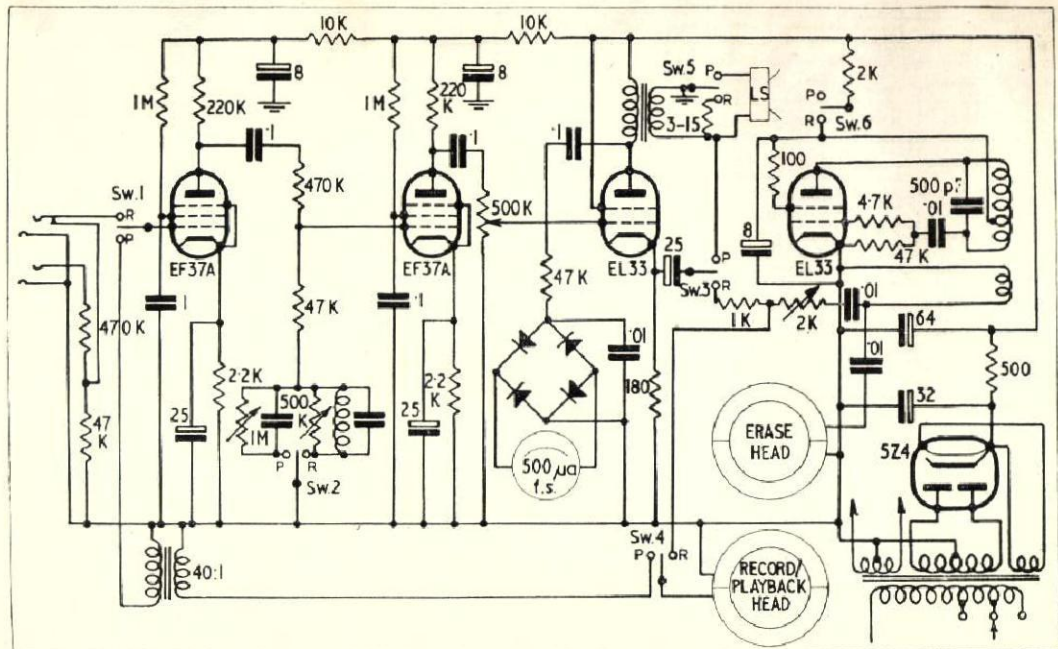 10K
10K
8
8
1M
220K
1M
220
K
Sw.5
P
R
3-15
LS
2K
P
R
Sw.6
·1
·1
·1
100
500 pF
Sw.1
R
P
470K
500K
4·7K
·01
47K
8
EF37A
EF37A
EL33
EL33
25
P
R
Sw.3
·1
·1
47K
47K
1K
2K
·01
470K
64
·01
2·2K
500
K
1M
2·2
K
·01
180
500
32
47
K
25
P
R
Sw.2
25
500 μa
f.s.
ERASE
HEAD
5Z4
40:1
Sw.4
P
R
RECORD/
PLAYBACK
HEAD